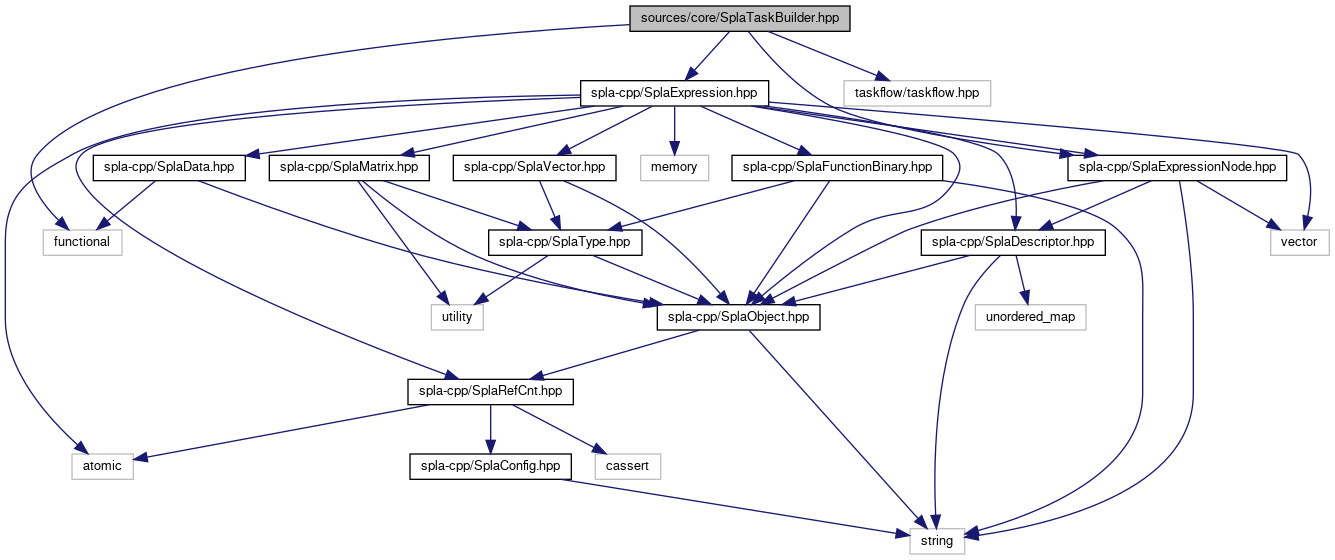 sources/core/SplaTaskBuilder.hpp
spla-cpp/SplaExpression.hpp
taskflow/taskflow.hpp
spla-cpp/SplaData.hpp
spla-cpp/SplaMatrix.hpp
spla-cpp/SplaVector.hpp
memory
spla-cpp/SplaFunctionBinary.hpp
spla-cpp/SplaExpressionNode.hpp
functional
spla-cpp/SplaType.hpp
spla-cpp/SplaDescriptor.hpp
vector
utility
spla-cpp/SplaObject.hpp
unordered_map
spla-cpp/SplaRefCnt.hpp
atomic
spla-cpp/SplaConfig.hpp
cassert
string